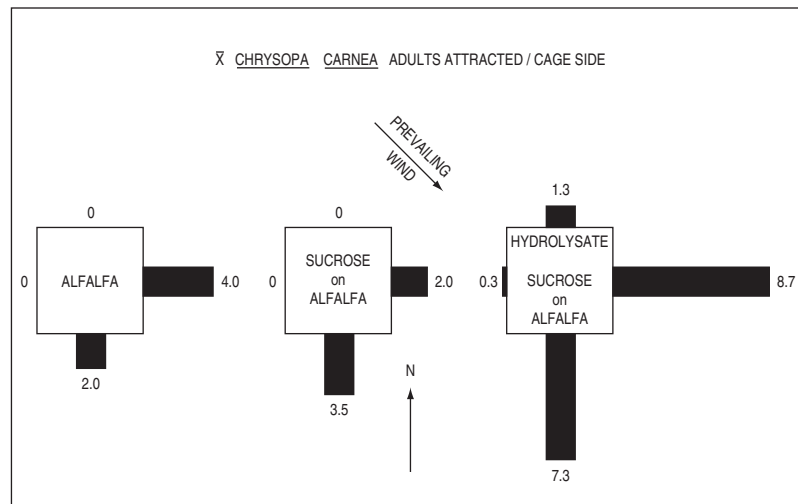 X̄ CHRYSOPA CARNEA ADULTS ATTRACTED / CAGE SIDE
PREVAILING
WIND
0
0
ALFALFA
4.0
2.0
0
0
SUCROSE
on
ALFALFA
2.0
3.5
N
1.3
0.3
HYDROLYSATE
SUCROSE
on
ALFALFA
8.7
7.3